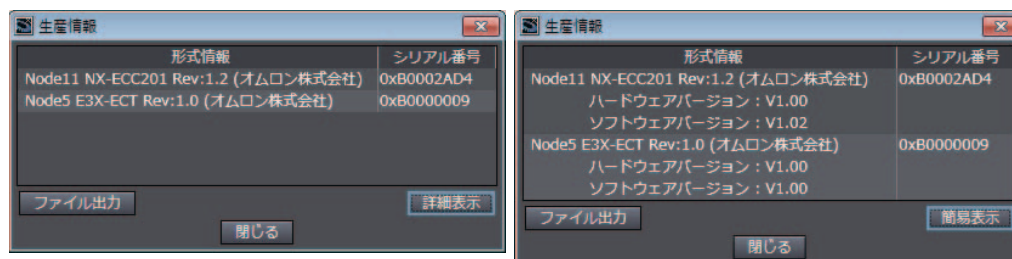 生産情報
形式情報 シリアル番号
Node11 NX-ECC201 Rev:1.2 (オムロン株式会社) 0xB0002AD4
Node5 E3X-ECT Rev:1.0 (オムロン株式会社) 0xB0000009
ファイル出力 詳細表示
閉じる
生産情報
形式情報 シリアル番号
Node11 NX-ECC201 Rev:1.2 (オムロン株式会社) 0xB0002AD4
ハードウェアバージョン：V1.00
ソフトウェアバージョン：V1.02
Node5 E3X-ECT Rev:1.0 (オムロン株式会社) 0xB0000009
ハードウェアバージョン：V1.00
ソフトウェアバージョン：V1.00
ファイル出力 簡易表示
閉じる